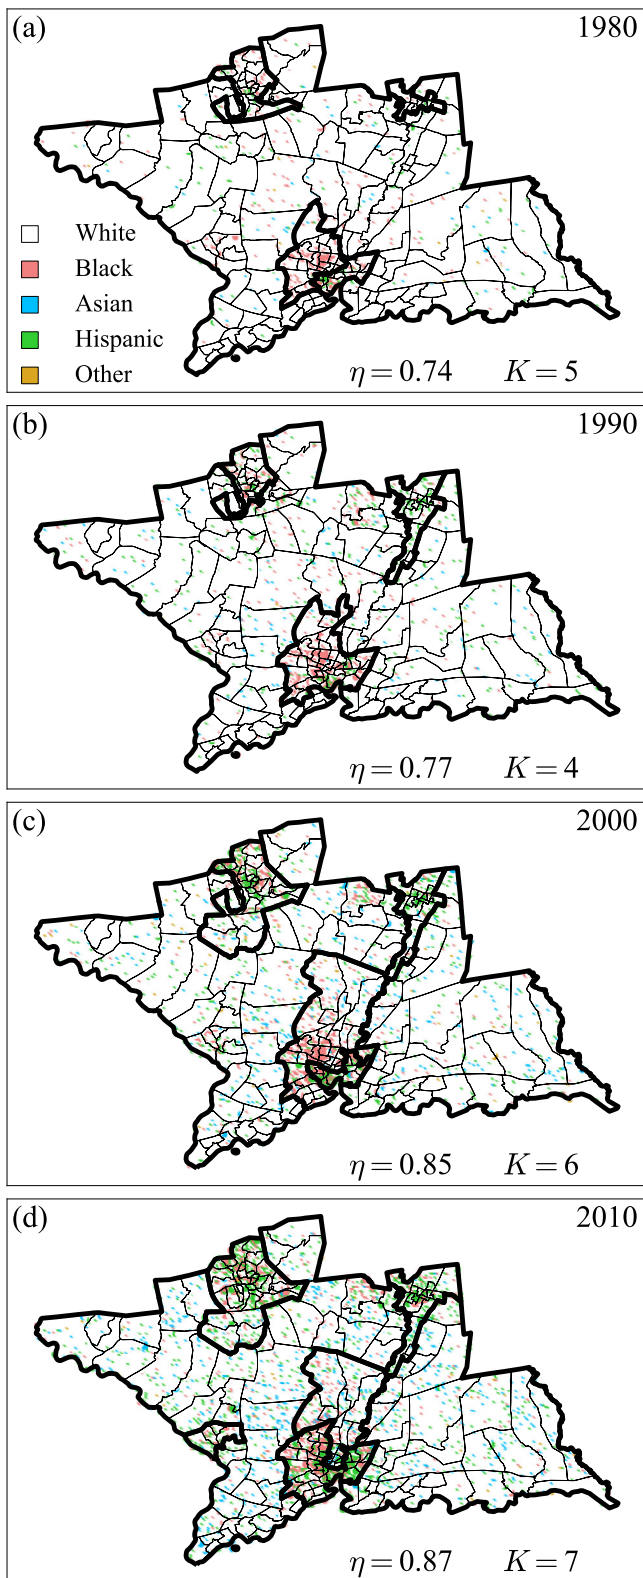 (a) 1980
White
Black
Asian
Hispanic
Other
η = 0.74 K = 5
(b) 1990
η = 0.77 K = 4
(c) 2000
η = 0.85 K = 6
(d) 2010
η = 0.87 K = 7